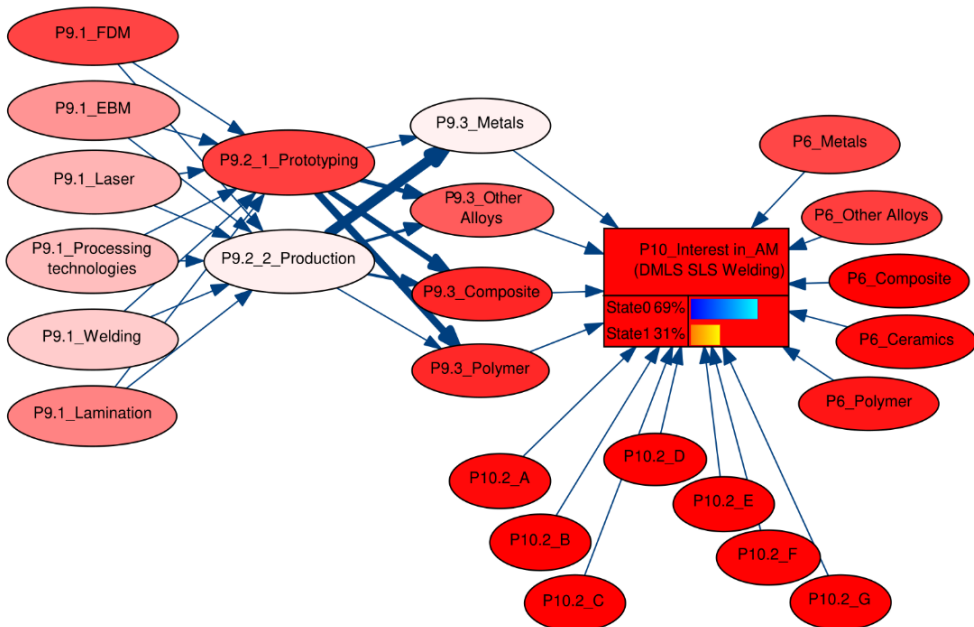 P9.1_FDM
P9.1_EBM
P9.1_Laser
P9.1_Processing
technologies
P9.1_Welding
P9.1_Lamination
P9.2_1_Prototyping
P9.2_2_Production
P9.3_Metals
P9.3_Other
Alloys
P9.3_Composite
P9.3_Polymer
P10_Interest in_AM
(DMLS SLS Welding)
State0 69%
State1 31%
P6_Metals
P6_Other Alloys
P6_Composite
P6_Ceramics
P6_Polymer
P10.2_A
P10.2_B
P10.2_C
P10.2_D
P10.2_E
P10.2_F
P10.2_G